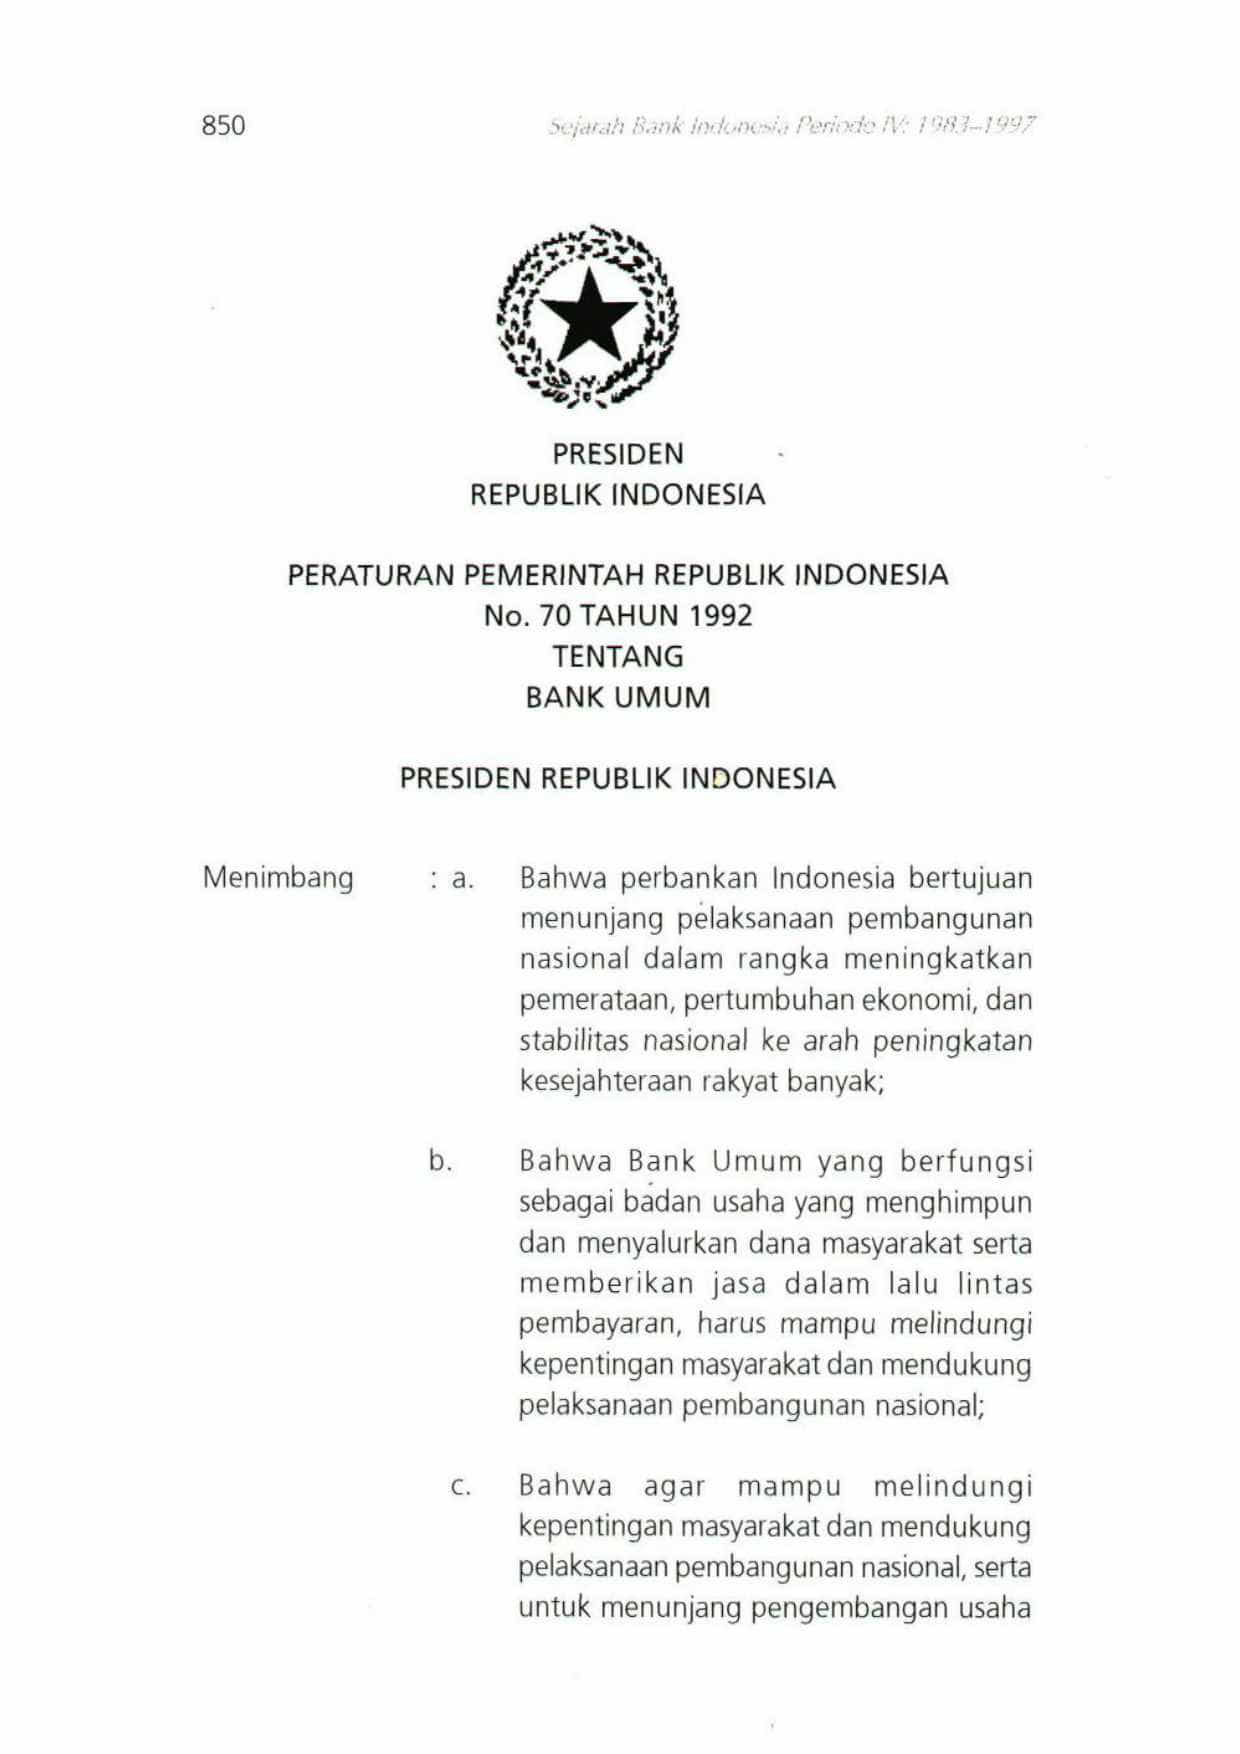 850 Sejarah Bank Indonesia Periode IV: 1983–1997
PRESIDEN
REPUBLIK INDONESIA
PERATURAN PEMERINTAH REPUBLIK INDONESIA
No. 70 TAHUN 1992
TENTANG
BANK UMUM
PRESIDEN REPUBLIK INDONESIA
Menimbang : a. Bahwa perbankan Indonesia bertujuan
menunjang pelaksanaan pembangunan
nasional dalam rangka meningkatkan
pemerataan, pertumbuhan ekonomi, dan
stabilitas nasional ke arah peningkatan
kesejahteraan rakyat banyak;
b. Bahwa Bank Umum yang berfungsi
sebagai badan usaha yang menghimpun
dan menyalurkan dana masyarakat serta
memberikan jasa dalam lalu lintas
pembayaran, harus mampu melindungi
kepentingan masyarakat dan mendukung
pelaksanaan pembangunan nasional;
c. Bahwa agar mampu melindungi
kepentingan masyarakat dan mendukung
pelaksanaan pembangunan nasional, serta
untuk menunjang pengembangan usaha